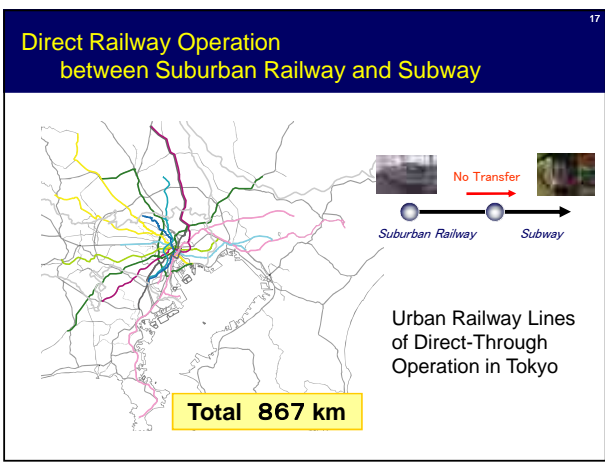 17
Direct Railway Operation
between Suburban Railway and Subway
No Transfer
Suburban Railway
Subway
Urban Railway Lines
of Direct-Through
Operation in Tokyo
Total 867 km